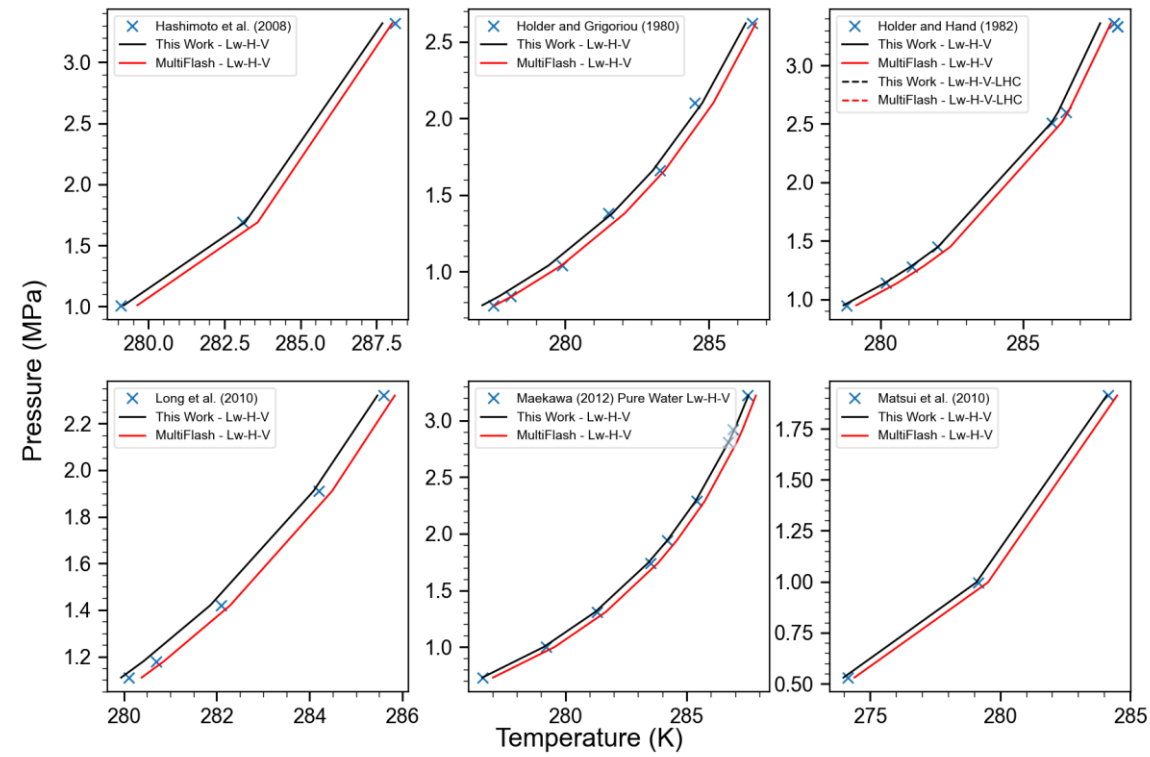 Hashimoto et al. (2008)
This Work - Lw-H-V
MultiFlash - Lw-H-V
3.0
2.5
2.0
1.5
1.0
280.0 282.5 285.0 287.5
Holder and Grigoriou (1980)
This Work - Lw-H-V
MultiFlash - Lw-H-V
2.5
2.0
1.5
1.0
280 285
Holder and Hand (1982)
This Work - Lw-H-V
MultiFlash - Lw-H-V
This Work - Lw-H-V-LHC
MultiFlash - Lw-H-V-LHC
3.0
2.5
2.0
1.5
1.0
280 285
Pressure (MPa)
Long et al. (2010)
This Work - Lw-H-V
MultiFlash - Lw-H-V
2.2
2.0
1.8
1.6
1.4
1.2
280 282 284 286
Maekawa (2012) Pure Water Lw-H-V
This Work - Lw-H-V
MultiFlash - Lw-H-V
3.0
2.5
2.0
1.5
1.0
280 285
Matsui et al. (2010)
This Work - Lw-H-V
MultiFlash - Lw-H-V
1.75
1.50
1.25
1.00
0.75
0.50
275 280 285
Temperature (K)